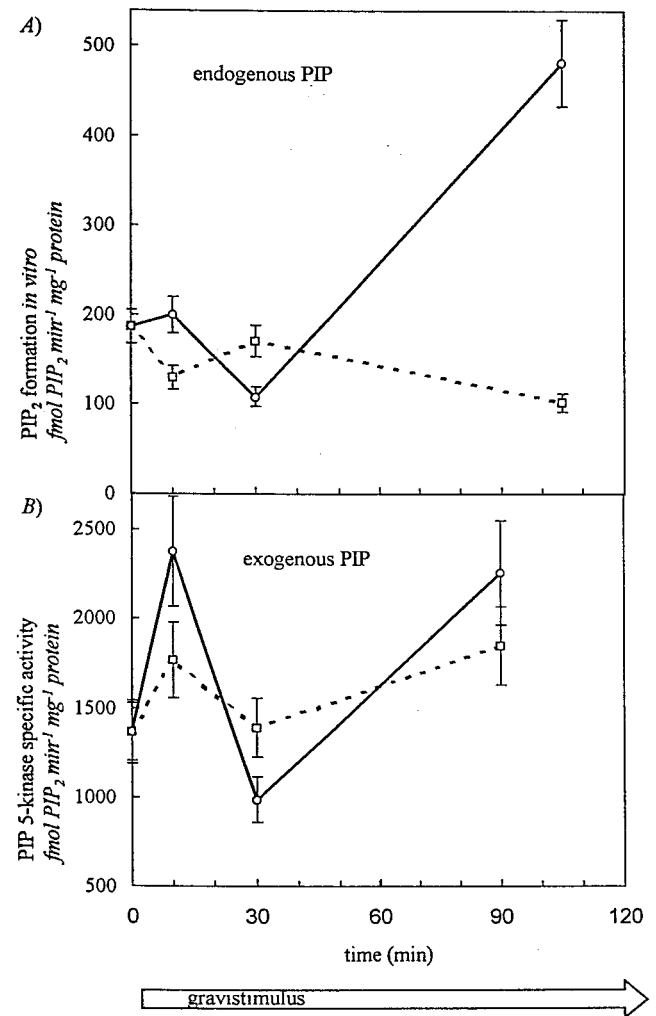 A)
500
endogenous PIP
400
300
200
100
0
PIP₂ formation in vitro
fmol PIP₂ min⁻¹ mg⁻¹ protein
B)
2500
exogenous PIP
2000
1500
1000
500
PIP 5-kinase specific activity
fmol PIP₂ min⁻¹ mg⁻¹ protein
0 30 60 90 120
time (min)
gravistimulus